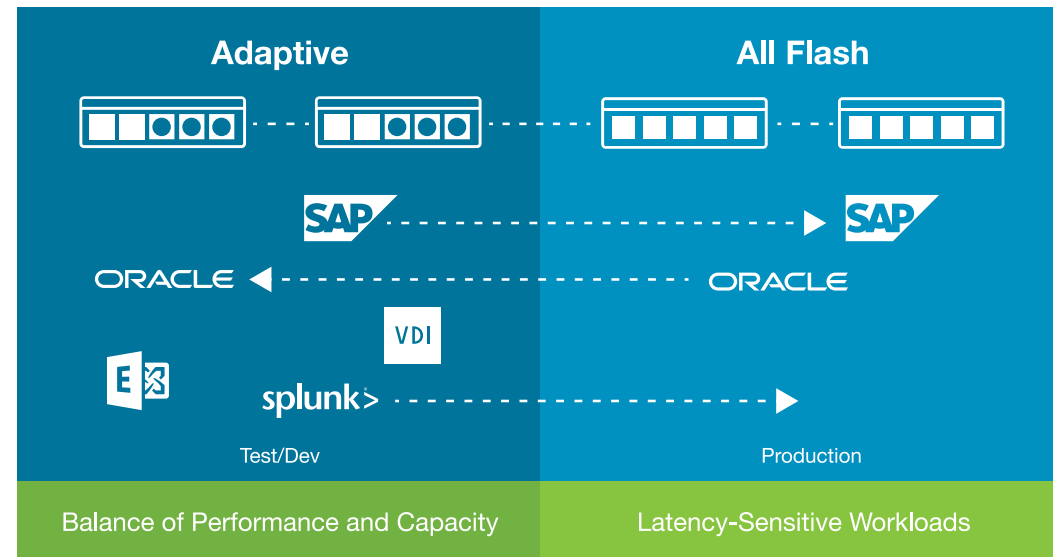 Adaptive
All Flash
SAP
SAP
ORACLE
ORACLE
VDI
E
splunk>
Test/Dev
Production
Balance of Performance and Capacity
Latency-Sensitive Workloads